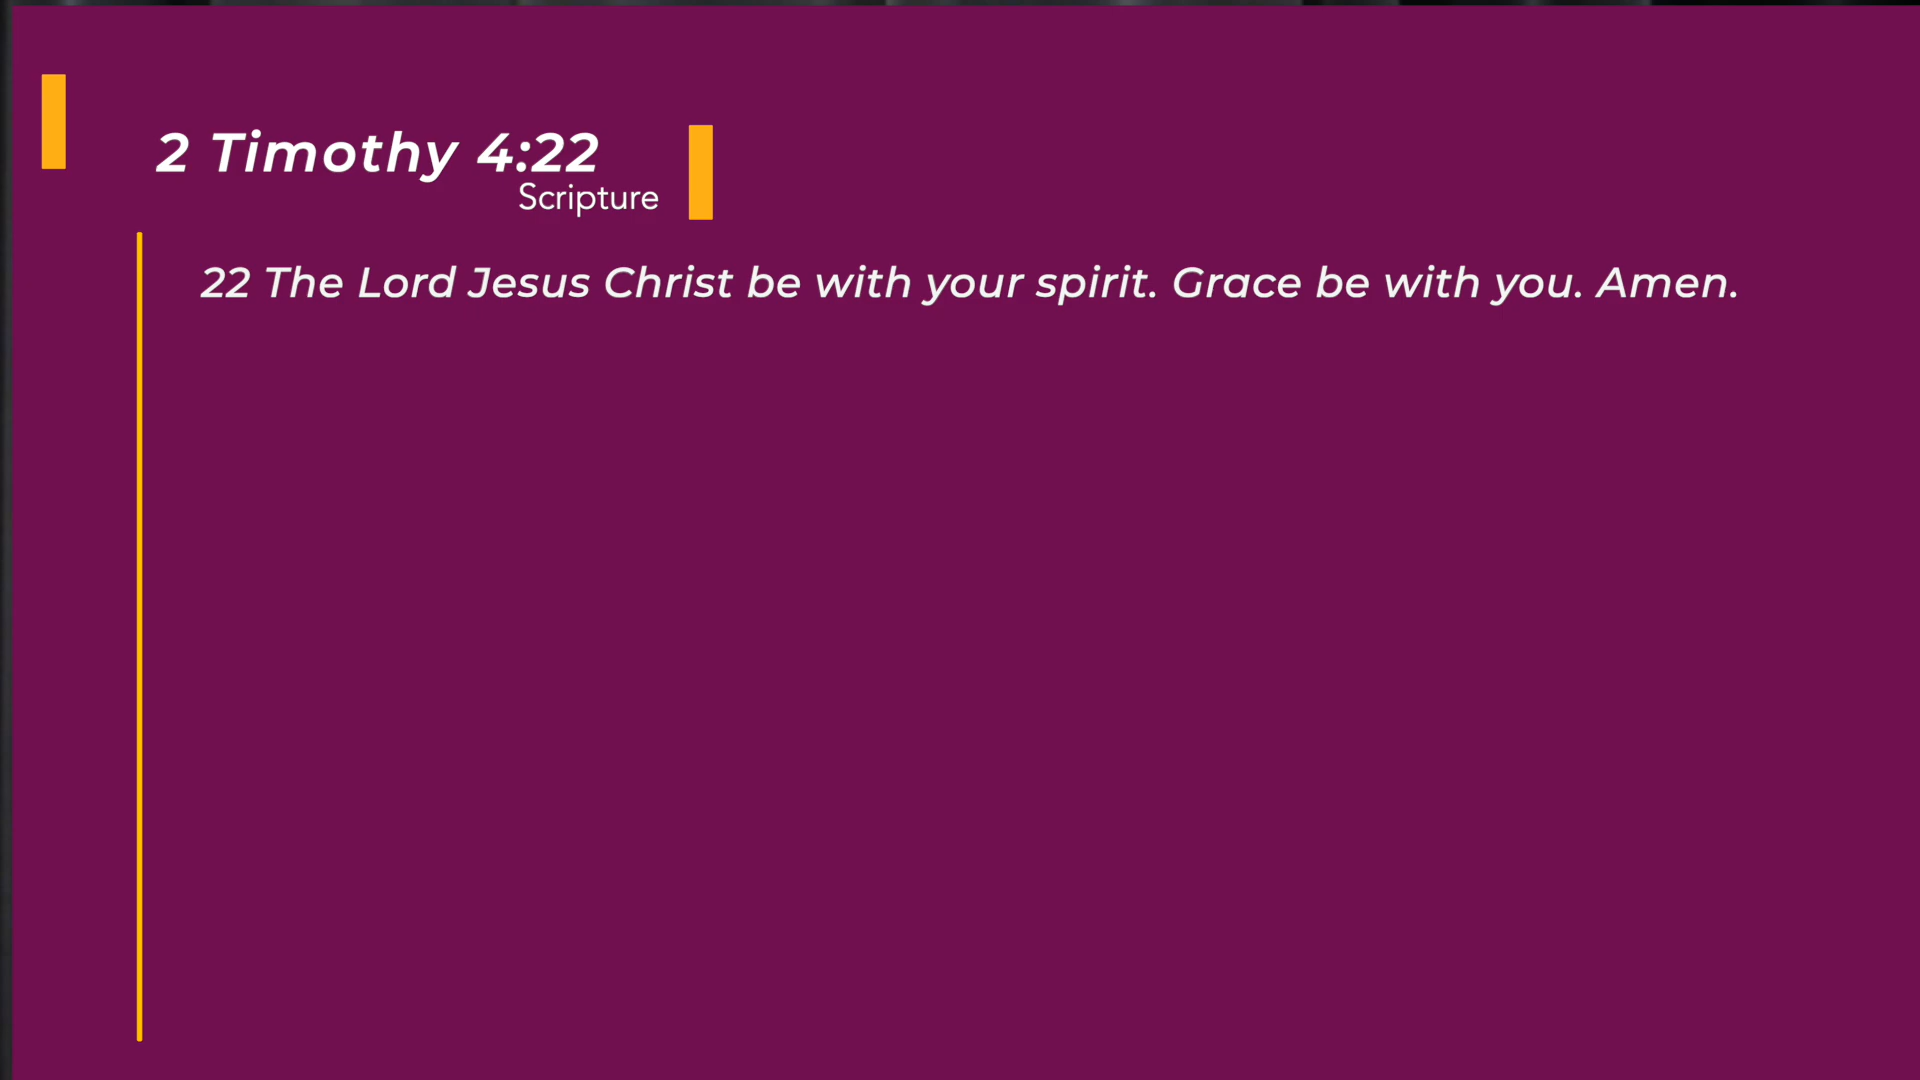 2 Timothy 4:22
Scripture
22 The Lord Jesus Christ be with your spirit. Grace be with you. Amen.